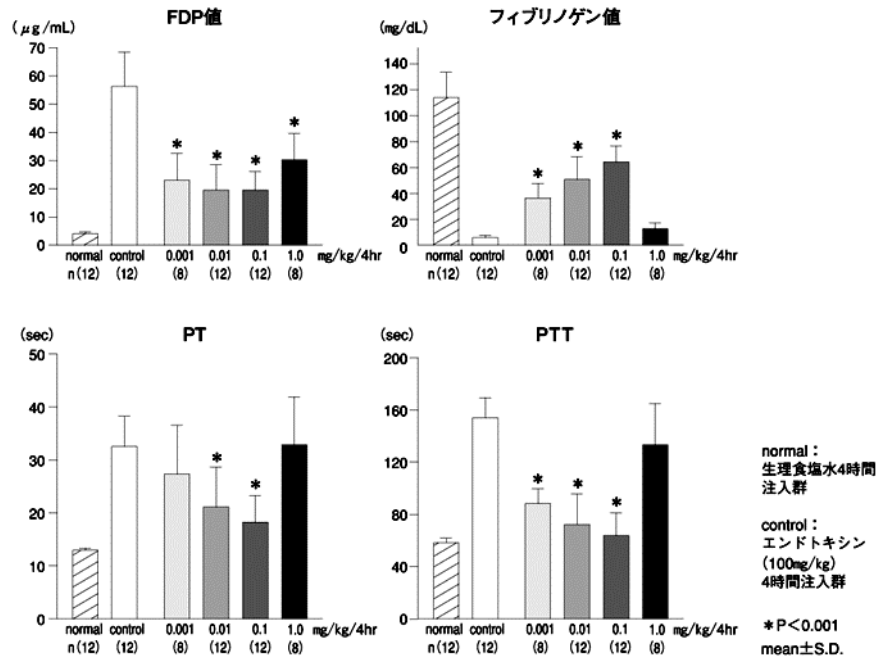 FDP値
(μg/mL)
70
60
50
40
30
20
10
0
normal control 0.001 0.01 0.1 1.0 mg/kg/4hr
n(12) (12) (8) (12) (12) (8)
* * * *
フィブリノゲン値
(mg/dL)
140
120
100
80
60
40
20
0
normal control 0.001 0.01 0.1 1.0 mg/kg/4hr
n(12) (12) (8) (12) (12) (8)
* * *
PT
(sec)
50
40
30
20
10
0
normal control 0.001 0.01 0.1 1.0 mg/kg/4hr
n(12) (12) (8) (12) (12) (8)
* *
PTT
(sec)
200
160
120
80
40
0
normal control 0.001 0.01 0.1 1.0 mg/kg/4hr
n(12) (12) (8) (12) (12) (8)
* * *
normal：
生理食塩水4時間
注入群
control：
エンドトキシン
(100mg/kg)
4時間注入群
*P<0.001
mean±S.D.